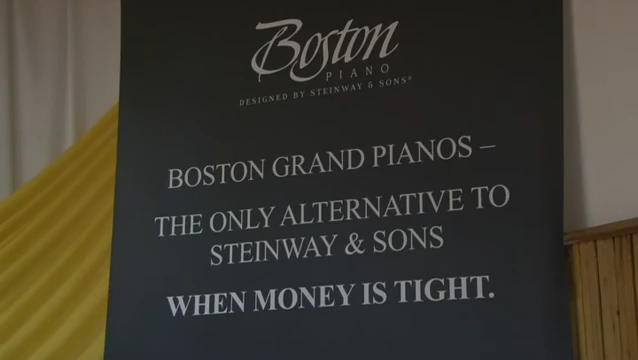 Boston
PIANO
DESIGNED BY STEINWAY & SONS®
BOSTON GRAND PIANOS –
THE ONLY ALTERNATIVE TO
STEINWAY & SONS
WHEN MONEY IS TIGHT.